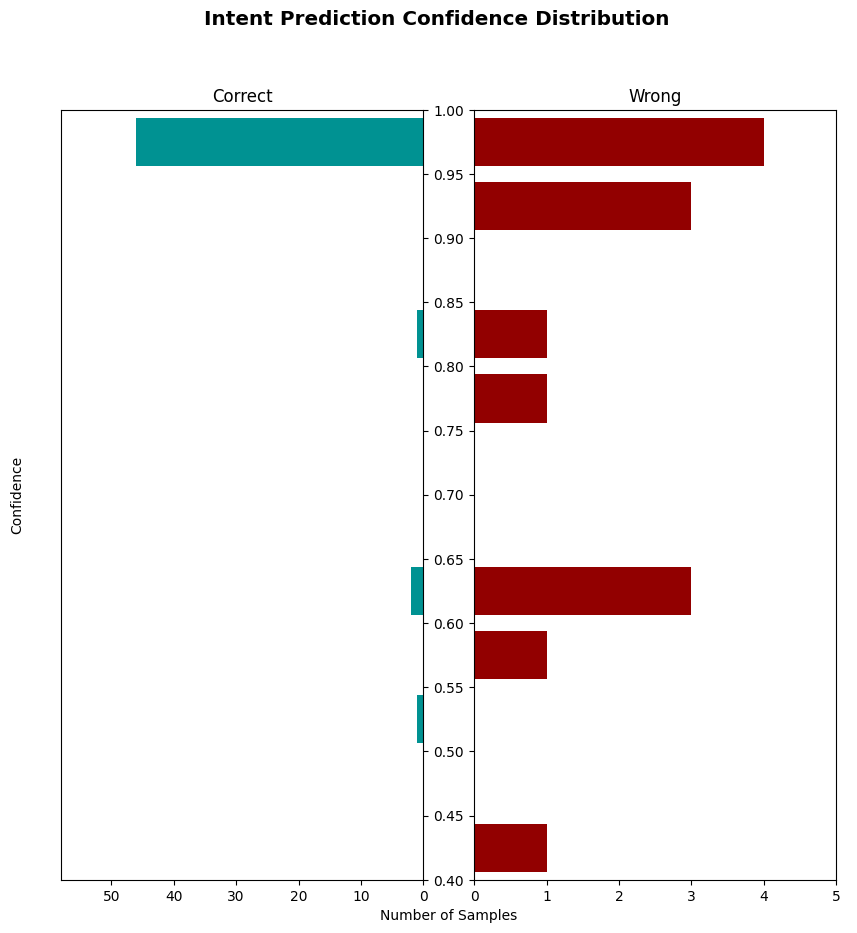 Intent Prediction Confidence Distribution
Correct
Wrong
1.00
0.95
0.90
0.85
0.80
0.75
0.70
0.65
0.60
0.55
0.50
0.45
0.40
Confidence
50 40 30 20 10 0
0 1 2 3 4 5
Number of Samples